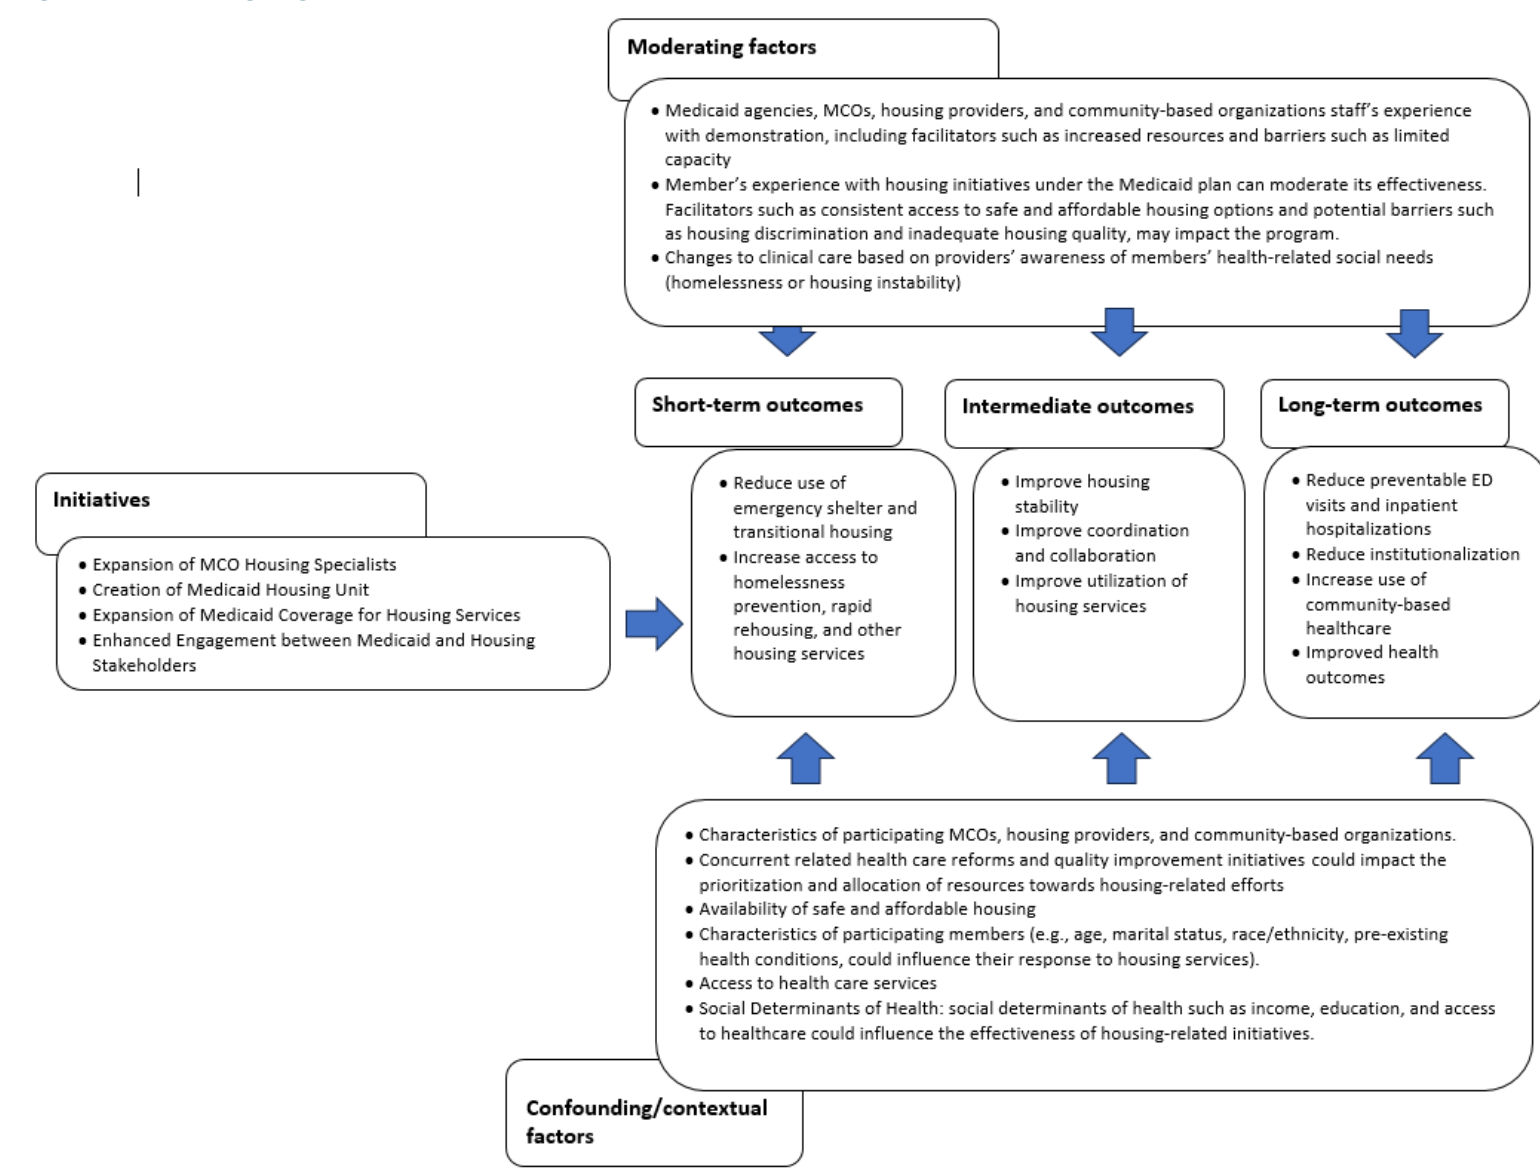 Moderating factors
• Medicaid agencies, MCOs, housing providers, and community-based organizations staff's experience
with demonstration, including facilitators such as increased resources and barriers such as limited
capacity
• Member's experience with housing initiatives under the Medicaid plan can moderate its effectiveness.
Facilitators such as consistent access to safe and affordable housing options and potential barriers such
as housing discrimination and inadequate housing quality, may impact the program.
• Changes to clinical care based on providers' awareness of members' health-related social needs
(homelessness or housing instability)
Initiatives
• Expansion of MCO Housing Specialists
• Creation of Medicaid Housing Unit
• Expansion of Medicaid Coverage for Housing Services
• Enhanced Engagement between Medicaid and Housing
Stakeholders
Short-term outcomes
• Reduce use of
emergency shelter and
transitional housing
• Increase access to
homelessness
prevention, rapid
rehousing, and other
housing services
Intermediate outcomes
• Improve housing
stability
• Improve coordination
and collaboration
• Improve utilization of
housing services
Long-term outcomes
• Reduce preventable ED
visits and inpatient
hospitalizations
• Reduce institutionalization
• Increase use of
community-based
healthcare
• Improved health
outcomes
• Characteristics of participating MCOs, housing providers, and community-based organizations.
• Concurrent related health care reforms and quality improvement initiatives could impact the
prioritization and allocation of resources towards housing-related efforts
• Availability of safe and affordable housing
• Characteristics of participating members (e.g., age, marital status, race/ethnicity, pre-existing
health conditions, could influence their response to housing services).
• Access to health care services
• Social Determinants of Health: social determinants of health such as income, education, and access
to healthcare could influence the effectiveness of housing-related initiatives.
Confounding/contextual
factors